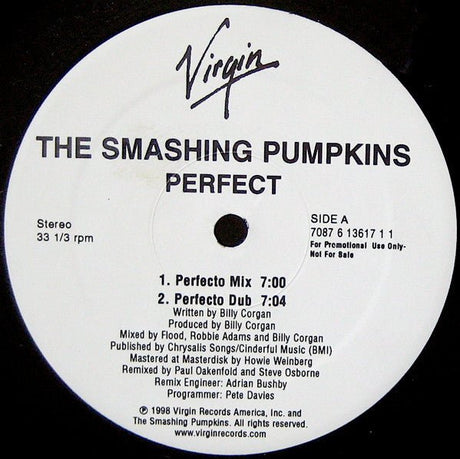 Virgin
THE SMASHING PUMPKINS
PERFECT
Stereo
33 1/3 rpm
SIDE A
7087 6 13617 1 1
For Promotional Use Only-
Not For Sale
1. Perfecto Mix 7:00
2. Perfecto Dub 7:04
Written by Billy Corgan
Produced by Billy Corgan
Mixed by Flood, Robbie Adams and Billy Corgan
Published by Chrysalis Songs/Cinderful Music (BMI)
Mastered at Masterdisk by Howie Weinberg
Remixed by Paul Oakenfold and Steve Osborne
Remix Engineer: Adrian Bushby
Programmer: Pete Davies
℗ 1998 Virgin Records America, Inc. and
The Smashing Pumpkins. All rights reserved.
www.virginrecords.com